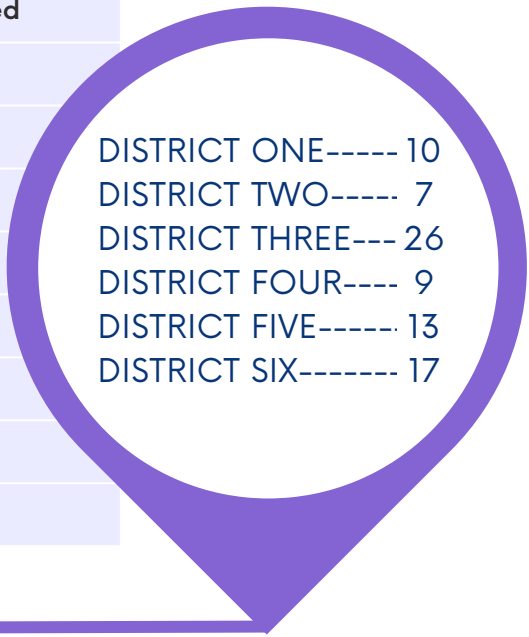 ed
DISTRICT ONE----- 10
DISTRICT TWO----- 7
DISTRICT THREE--- 26
DISTRICT FOUR---- 9
DISTRICT FIVE------ 13
DISTRICT SIX------- 17